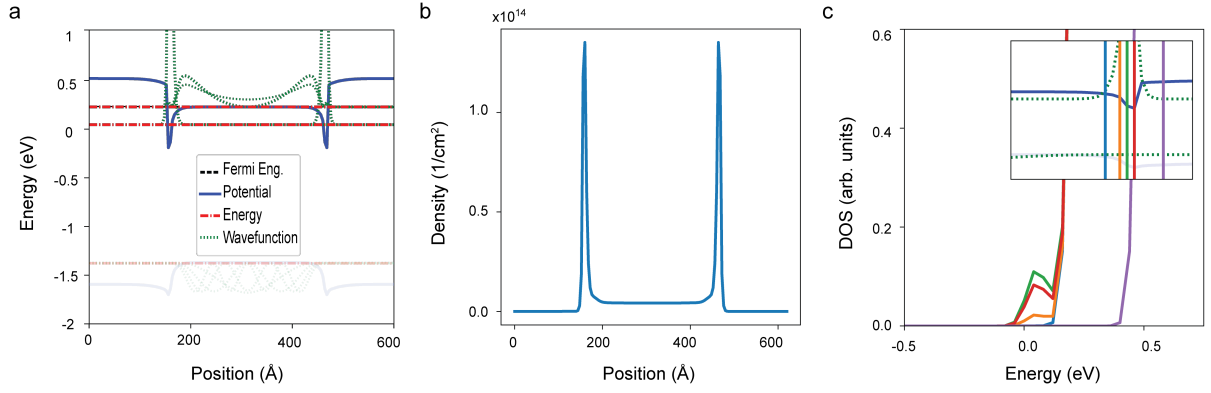 a
1
0.5
0
-0.5
-1
-1.5
-2
0
200
400
600
Energy (eV)
Position (Å)
Fermi Eng.
Potential
Energy
Wavefunction
b
x10¹⁴
1.0
0.5
0.0
0
200
400
600
Density (1/cm²)
Position (Å)
c
0.6
0.4
0.2
0.0
-0.5
0.0
0.5
DOS (arb. units)
Energy (eV)